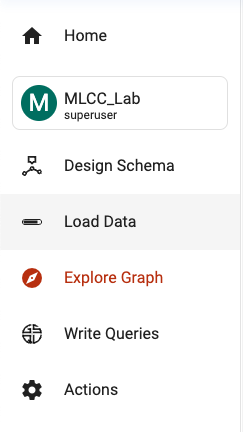 Home
M
MLCC_Lab
superuser
Design Schema
Load Data
Explore Graph
Write Queries
Actions